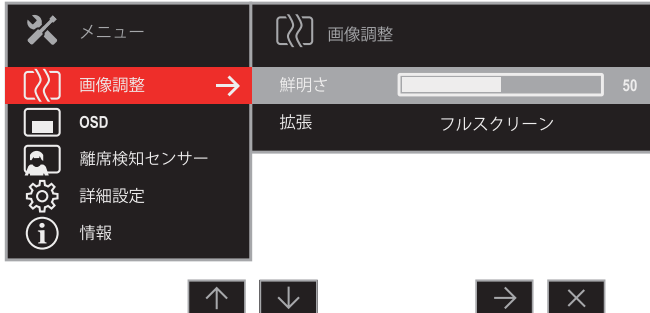 メニュー
画像調整
OSD
離席検知センサー
詳細設定
情報
画像調整
鮮明さ 50
拡張 フルスクリーン